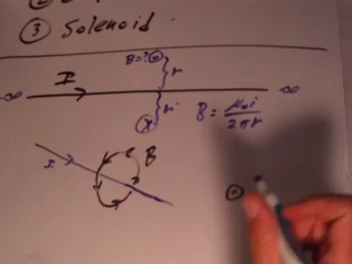 ③ Solenoid
B=? r
I
∞ ∞
r B = μ₀i / 2πr
I B